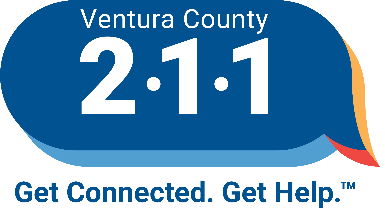 Ventura County
2·1·1
Get Connected. Get Help.™